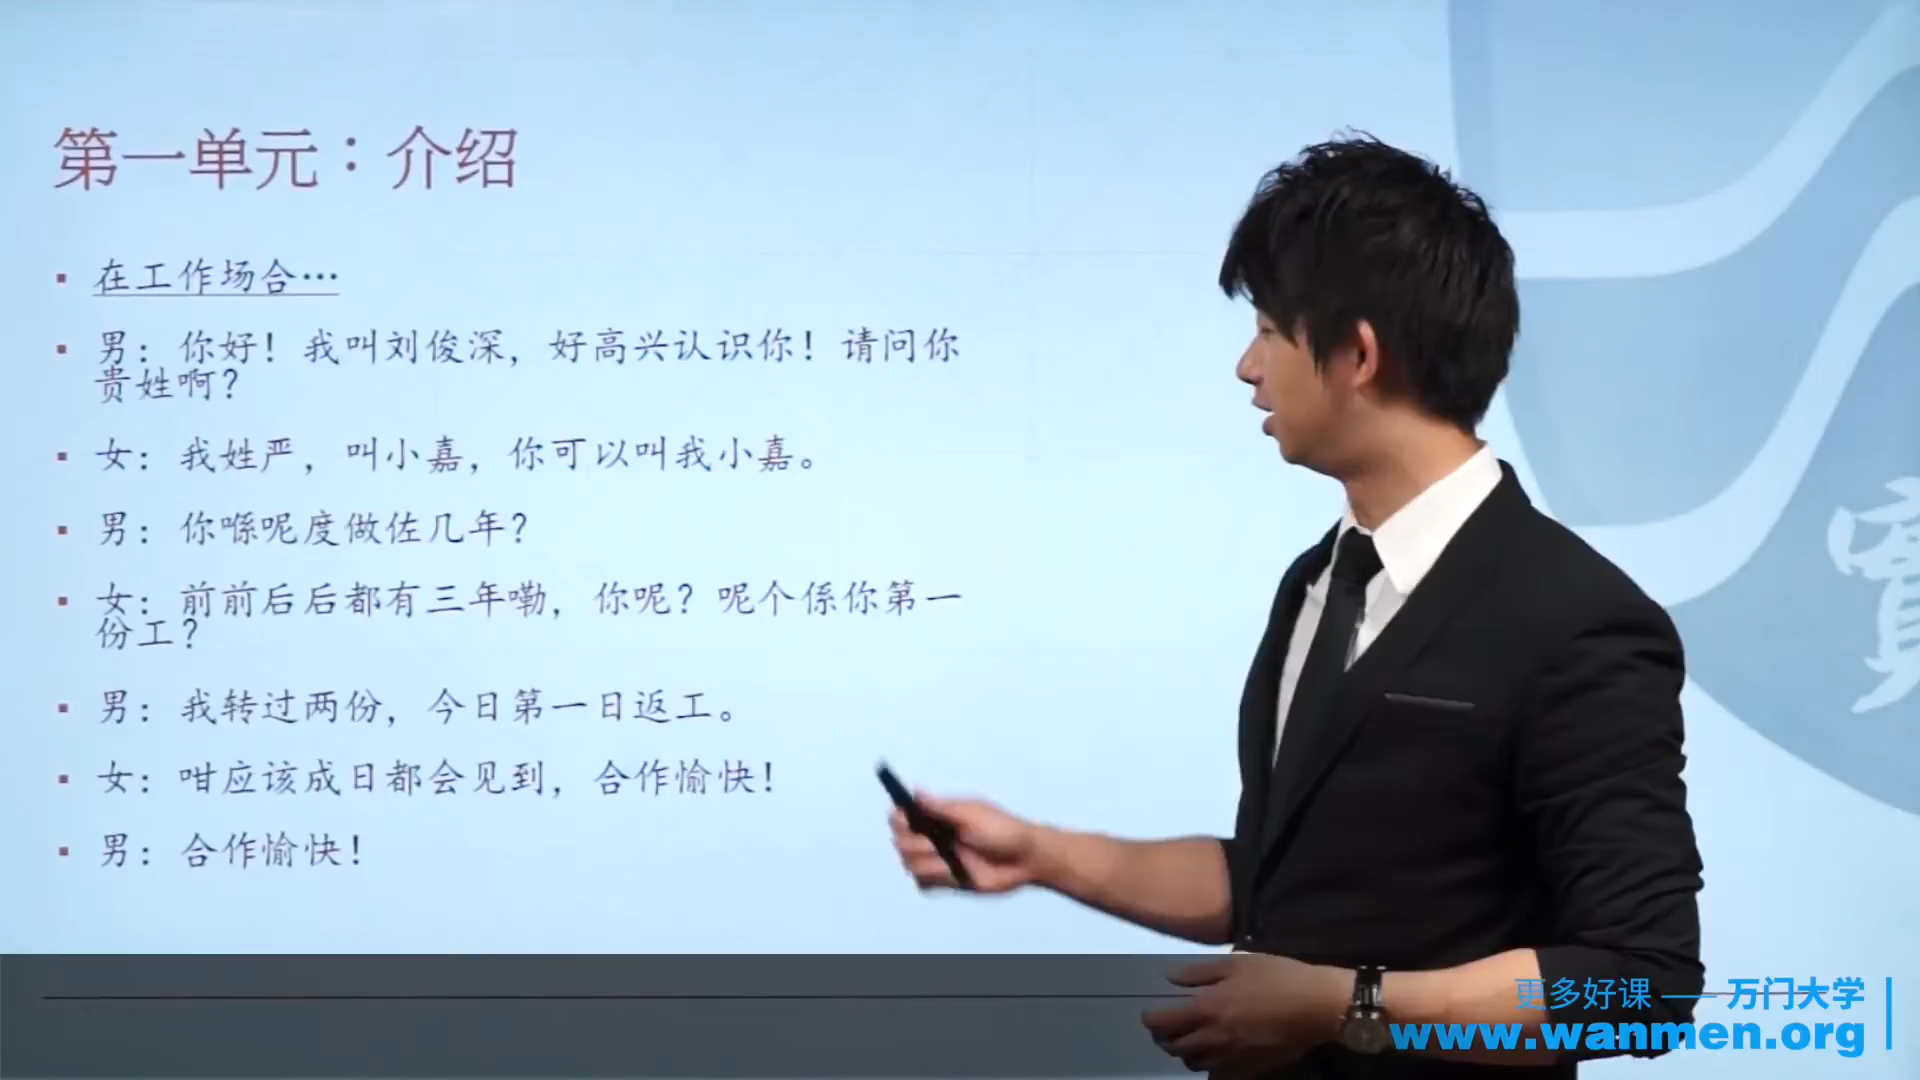 第一单元：介绍
在工作场合…
男：你好！我叫刘俊深，好高兴认识你！请问你
贵姓啊？
女：我姓严，叫小嘉，你可以叫我小嘉。
男：你喺呢度做佐几年？
女：前前后后都有三年嘞，你呢？呢个係你第一
份工？
男：我转过两份，今日第一日返工。
女：咁应该成日都会见到，合作愉快！
男：合作愉快！
寶
更多好课 —— 万门大学
www.wanmen.org